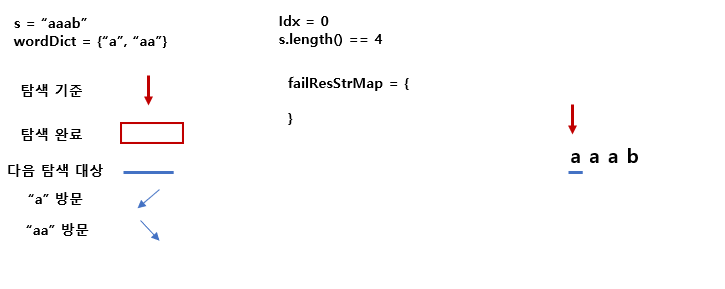 s = “aaab”
wordDict = {“a”, “aa”}
Idx = 0
s.length() == 4
탐색 기준
failResStrMap = {
}
탐색 완료
다음 탐색 대상
“a” 방문
“aa” 방문
a a a b